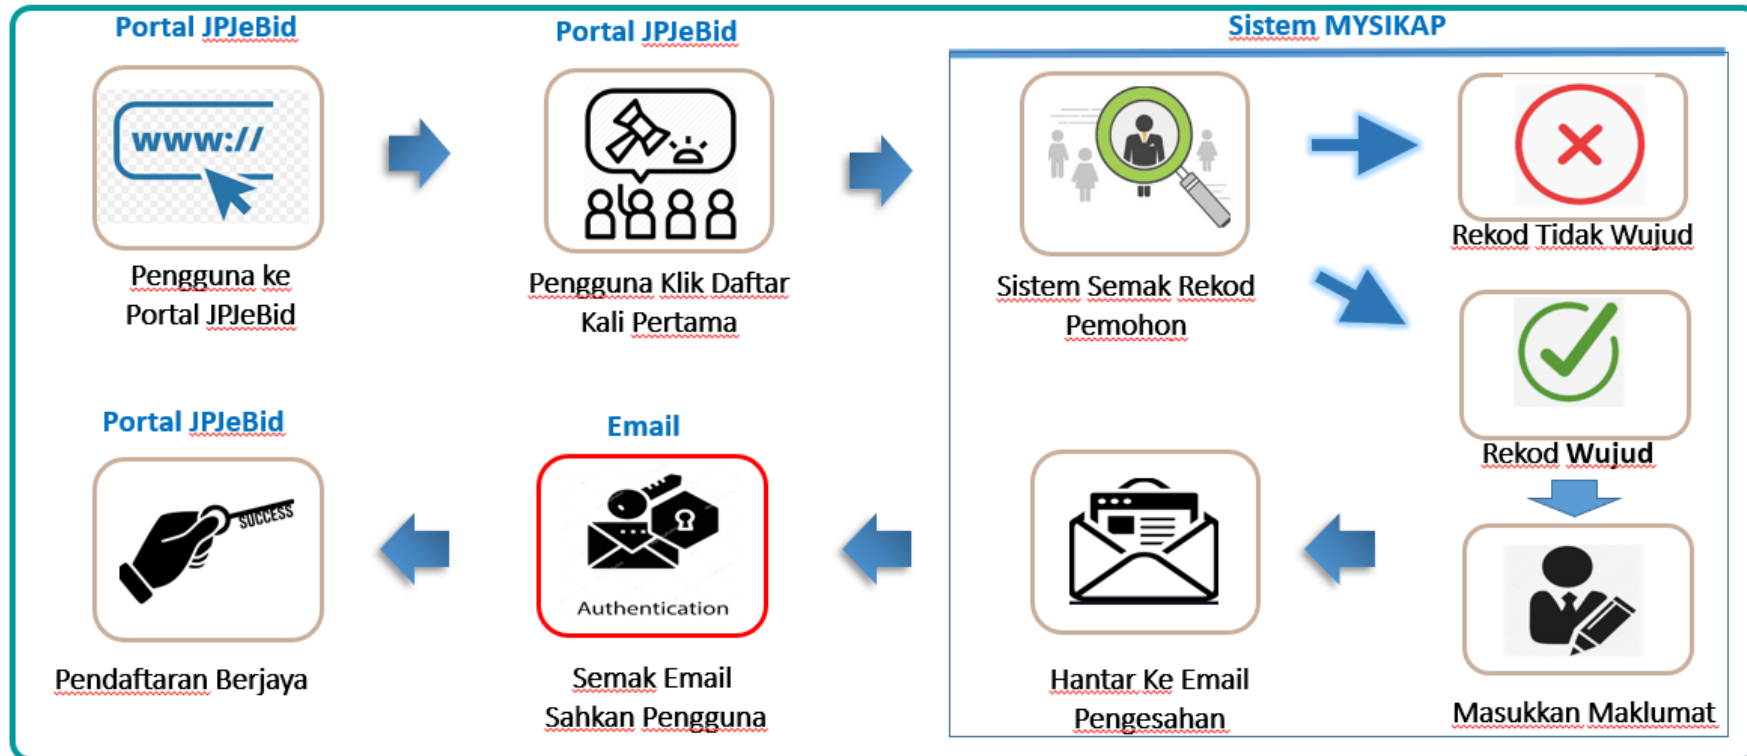 Portal JPJeBid
Portal JPJeBid
Sistem MYSIKAP
www://
Pengguna ke
Portal JPJeBid
Pengguna Klik Daftar
Kali Pertama
Sistem Semak Rekod
Pemohon
Rekod Tidak Wujud
Rekod Wujud
Masukkan Maklumat
Hantar Ke Email
Pengesahan
Email
Authentication
Semak Email
Sahkan Pengguna
Portal JPJeBid
SUCCESS
Pendaftaran Berjaya